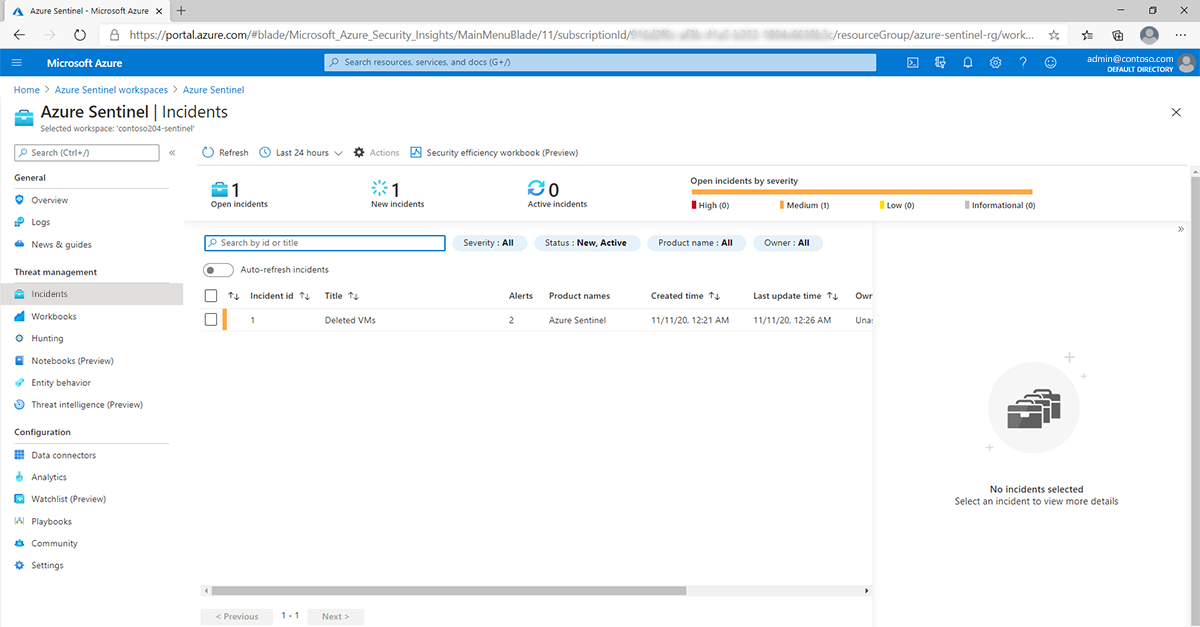 Azure Sentinel - Microsoft Azure
https://portal.azure.com/#blade/Microsoft_Azure_Security_Insights/MainMenuBlade/11/subscriptionId/ /resourceGroup/azure-sentinel-rg/work...
Microsoft Azure
Search resources, services, and docs (G+/)
admin@contoso.com
DEFAULT DIRECTORY
Home > Azure Sentinel workspaces > Azure Sentinel
Azure Sentinel | Incidents
Selected workspace: 'contoso204-sentinel'
Search (Ctrl+/)
«
General
Overview
Logs
News & guides
Threat management
Incidents
Workbooks
Hunting
Notebooks (Preview)
Entity behavior
Threat intelligence (Preview)
Configuration
Data connectors
Analytics
Watchlist (Preview)
Playbooks
Community
Settings
Refresh Last 24 hours Actions Security efficiency workbook (Preview)
1
Open incidents
1
New incidents
0
Active incidents
Open incidents by severity
High (0) Medium (1) Low (0) Informational (0)
Search by id or title
Severity : All Status : New, Active Product name : All Owner : All
»
Auto-refresh incidents
Incident id Title Alerts Product names Created time Last update time Owr
1 Deleted VMs 2 Azure Sentinel 11/11/20, 12:21 AM 11/11/20, 12:26 AM Unas
No incidents selected
Select an incident to view more details
< Previous 1 - 1 Next >